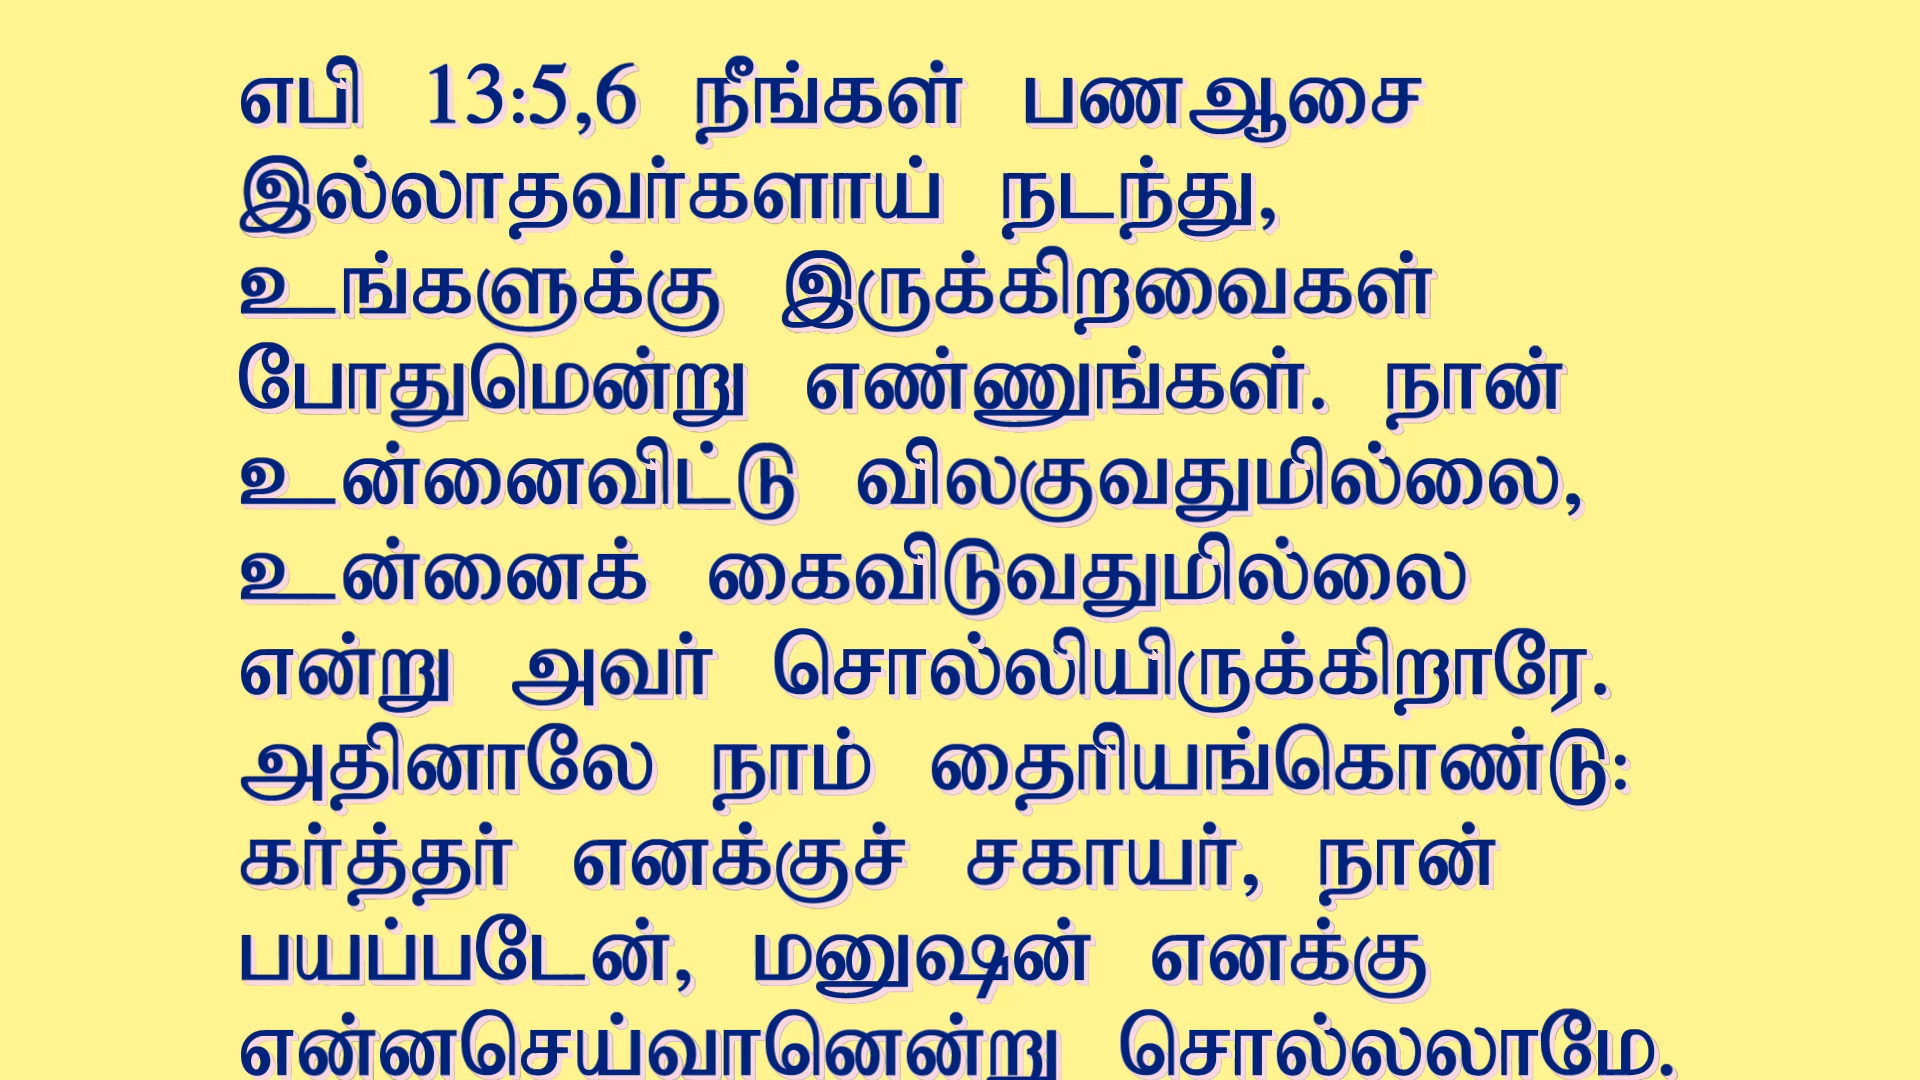 எபி 13:5,6 நீங்கள் பணஆசை
இல்லாதவர்களாய் நடந்து,
உங்களுக்கு இருக்கிறவைகள்
போதுமென்று எண்ணுங்கள். நான்
உன்னைவிட்டு விலகுவதுமில்லை,
உன்னைக் கைவிடுவதுமில்லை
என்று அவர் சொல்லியிருக்கிறாரே.
அதினாலே நாம் தைரியங்கொண்டு:
கர்த்தர் எனக்குச் சகாயர், நான்
பயப்படேன், மனுஷன் எனக்கு
என்னசெய்வானென்று சொல்லலாமே.